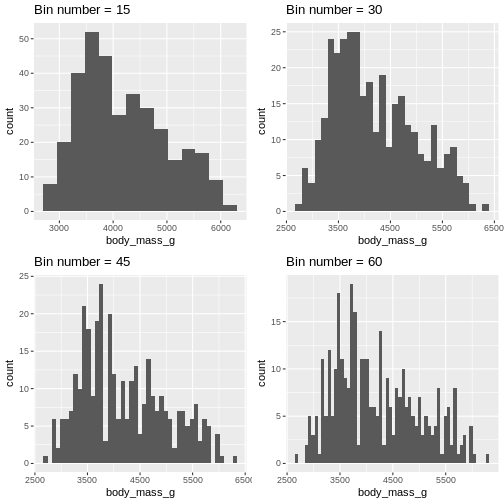 Bin number = 15
50
40
30
20
10
0
count
3000 4000 5000 6000
body_mass_g
Bin number = 30
25
20
15
10
5
0
count
2500 3500 4500 5500 6500
body_mass_g
Bin number = 45
25
20
15
10
5
0
count
2500 3500 4500 5500 6500
body_mass_g
Bin number = 60
15
10
5
0
count
2500 3500 4500 5500
body_mass_g